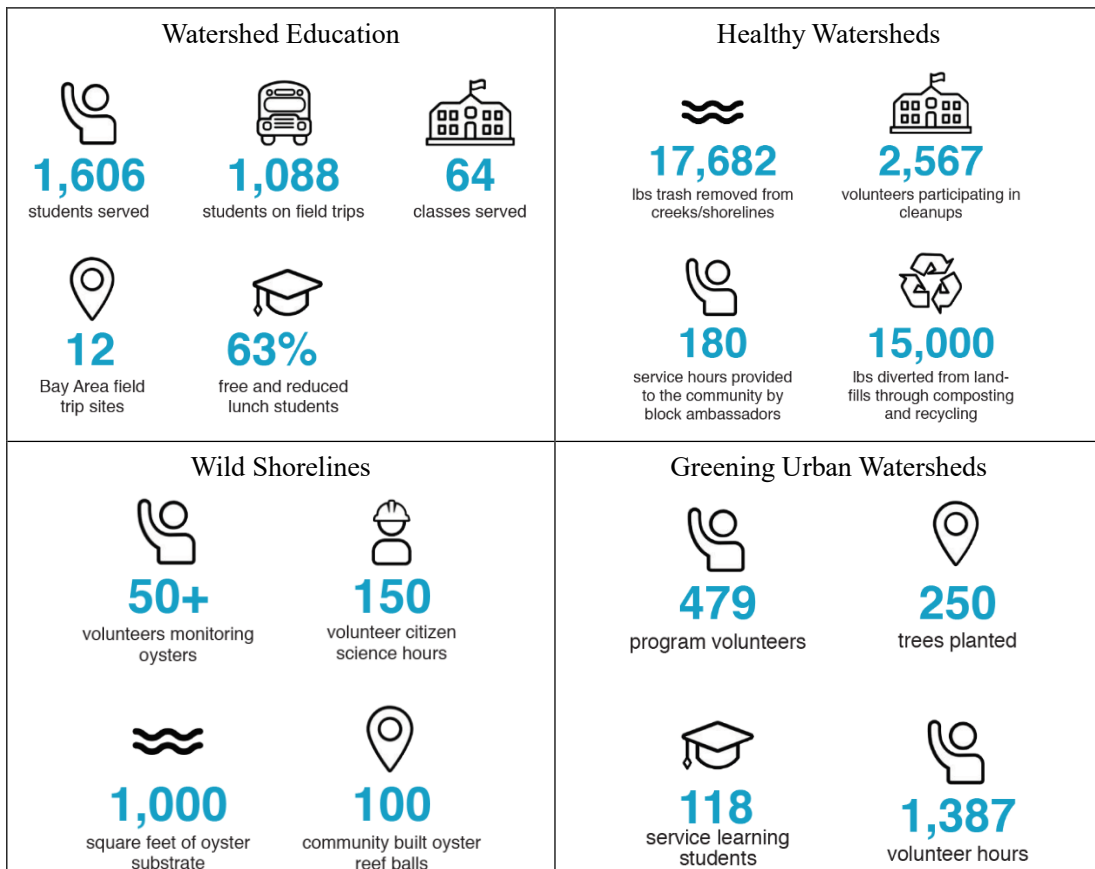 Watershed Education
1,606
students served
1,088
students on field trips
64
classes served
12
Bay Area field
trip sites
63%
free and reduced
lunch students
Healthy Watersheds
17,682
lbs trash removed from
creeks/shorelines
2,567
volunteers participating in
cleanups
180
service hours provided
to the community by
block ambassadors
15,000
lbs diverted from land-
fills through composting
and recycling
Wild Shorelines
50+
volunteers monitoring
oysters
150
volunteer citizen
science hours
1,000
square feet of oyster
substrate
100
community built oyster
reef balls
Greening Urban Watersheds
479
program volunteers
250
trees planted
118
service learning
students
1,387
volunteer hours